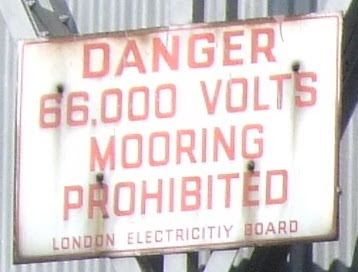 DANGER
66,000 VOLTS
MOORING
PROHIBITED
LONDON ELECTRICITIY BOARD